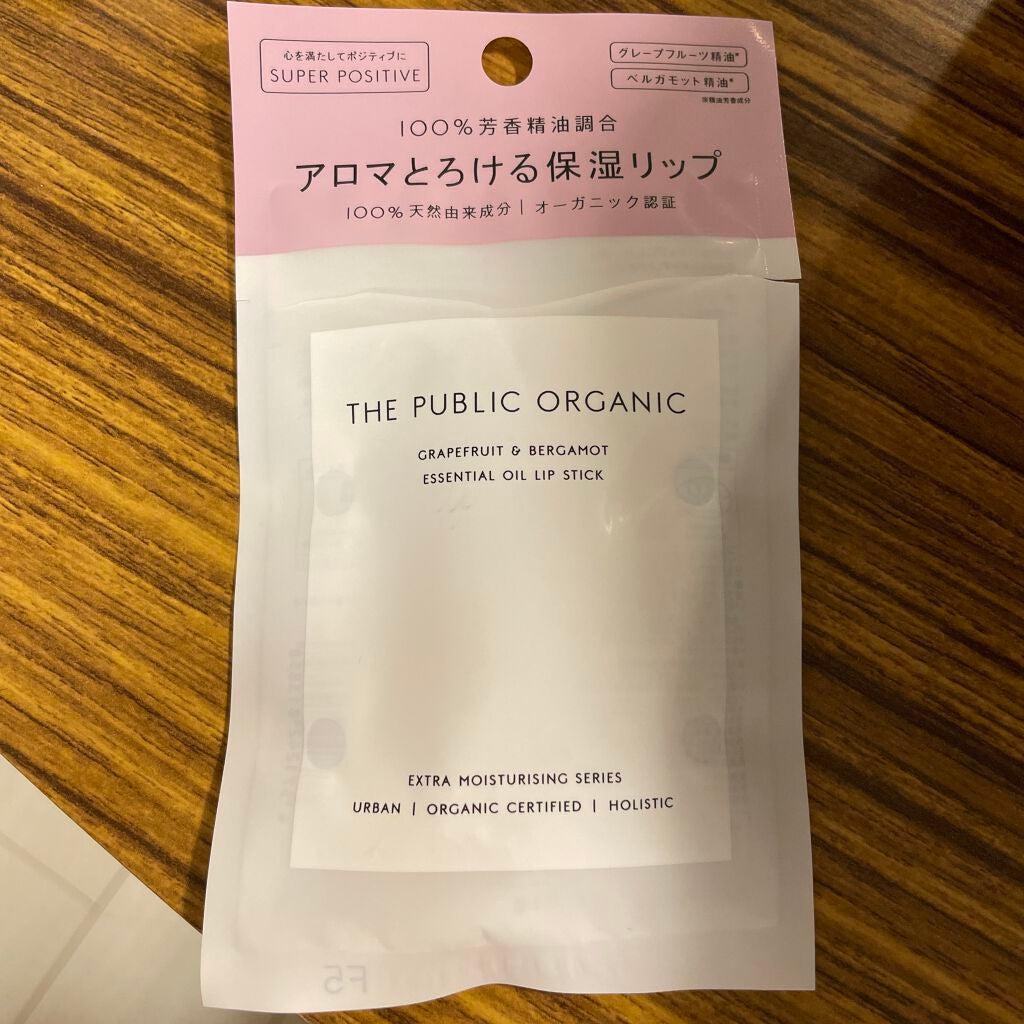 心を満たしてポジティブに
SUPER POSITIVE
グレープフルーツ精油*
ベルガモット精油*
※精油芳香成分
100%芳香精油調合
アロマとろける保湿リップ
100%天然由来成分|オーガニック認証
THE PUBLIC ORGANIC
GRAPEFRUIT & BERGAMOT
ESSENTIAL OIL LIP STICK
EXTRA MOISTURISING SERIES
URBAN | ORGANIC CERTIFIED | HOLISTIC